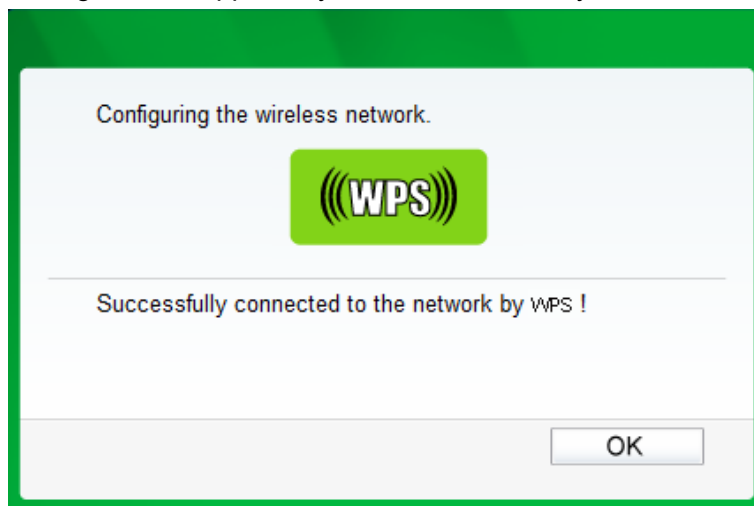 Configuring the wireless network.
(((WPS)))
Successfully connected to the network by WPS !
OK